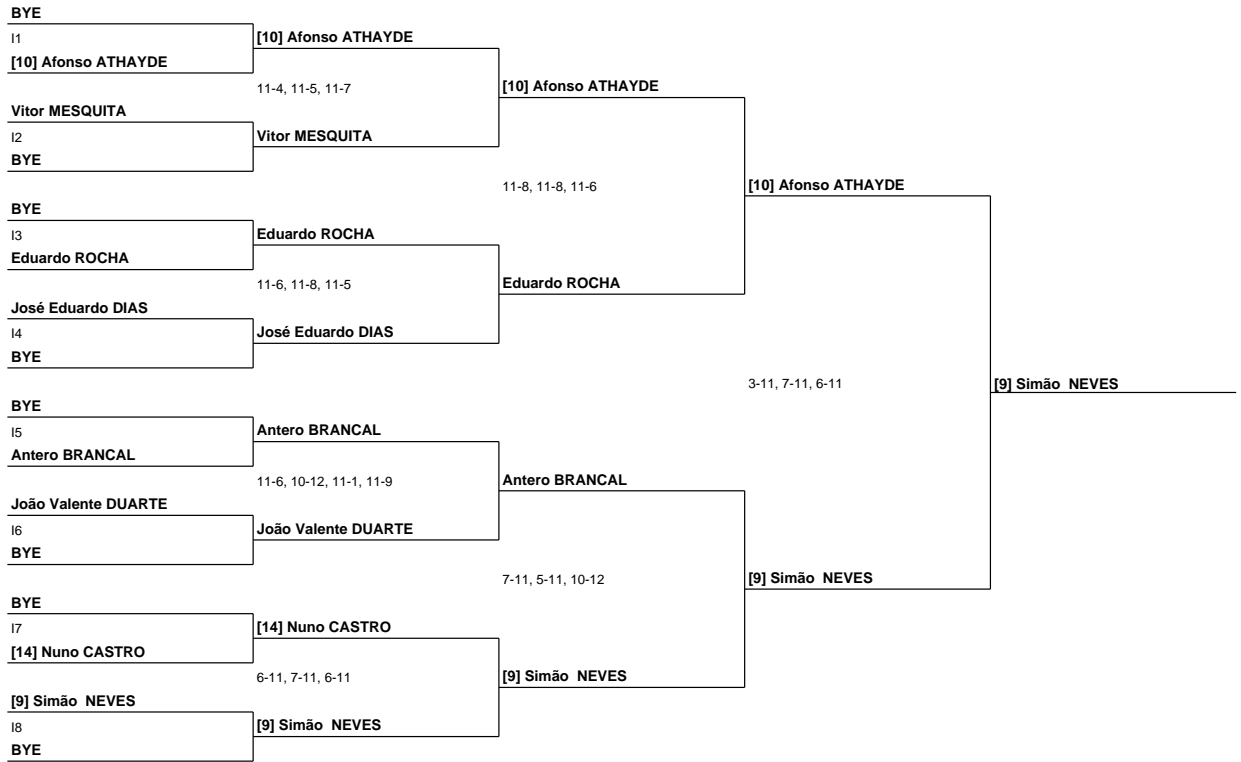 BYE
I1
[10] Afonso ATHAYDE
[10] Afonso ATHAYDE
11-4, 11-5, 11-7
[10] Afonso ATHAYDE
Vitor MESQUITA
I2
Vitor MESQUITA
BYE
11-8, 11-8, 11-6
[10] Afonso ATHAYDE
BYE
I3
Eduardo ROCHA
Eduardo ROCHA
11-6, 11-8, 11-5
Eduardo ROCHA
José Eduardo DIAS
I4
José Eduardo DIAS
BYE
3-11, 7-11, 6-11
[9] Simão  NEVES
BYE
I5
Antero BRANCAL
Antero BRANCAL
11-6, 10-12, 11-1, 11-9
Antero BRANCAL
João Valente DUARTE
I6
João Valente DUARTE
BYE
7-11, 5-11, 10-12
[9] Simão  NEVES
BYE
I7
[14] Nuno CASTRO
[14] Nuno CASTRO
6-11, 7-11, 6-11
[9] Simão  NEVES
[9] Simão  NEVES
I8
[9] Simão  NEVES
BYE